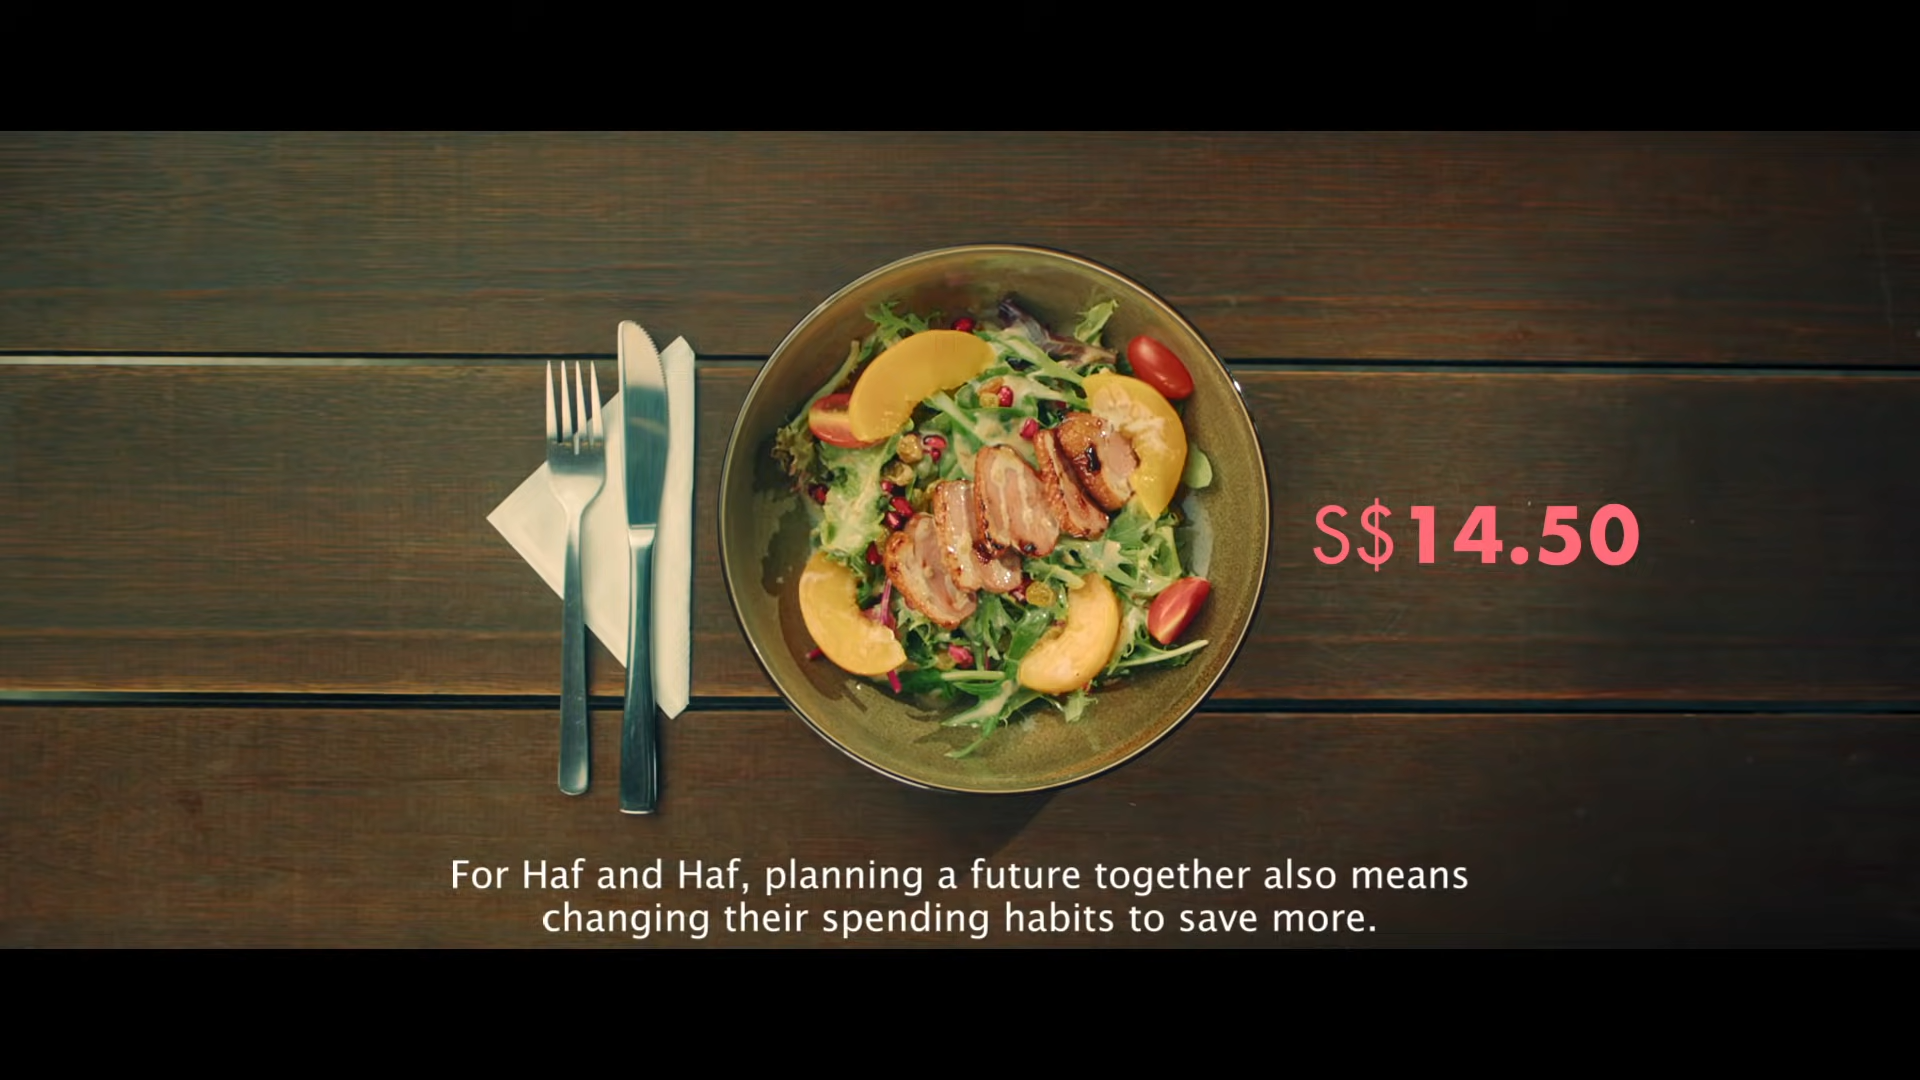 S$14.50
For Haf and Haf, planning a future together also means
changing their spending habits to save more.